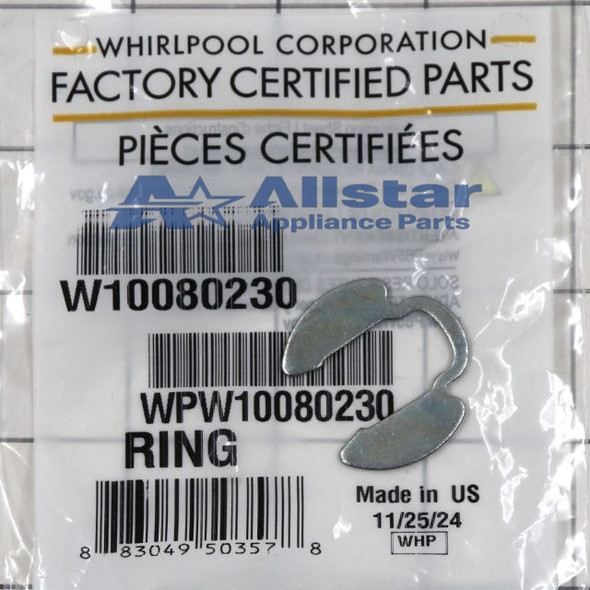 WHIRLPOOL CORPORATION
FACTORY CERTIFIED PARTS
PIÈCES CERTIFIÉES
Allstar
Appliance Parts
W10080230
WPW10080230
RING
8 83049 50357 8
Made in US
11/25/24
WHP